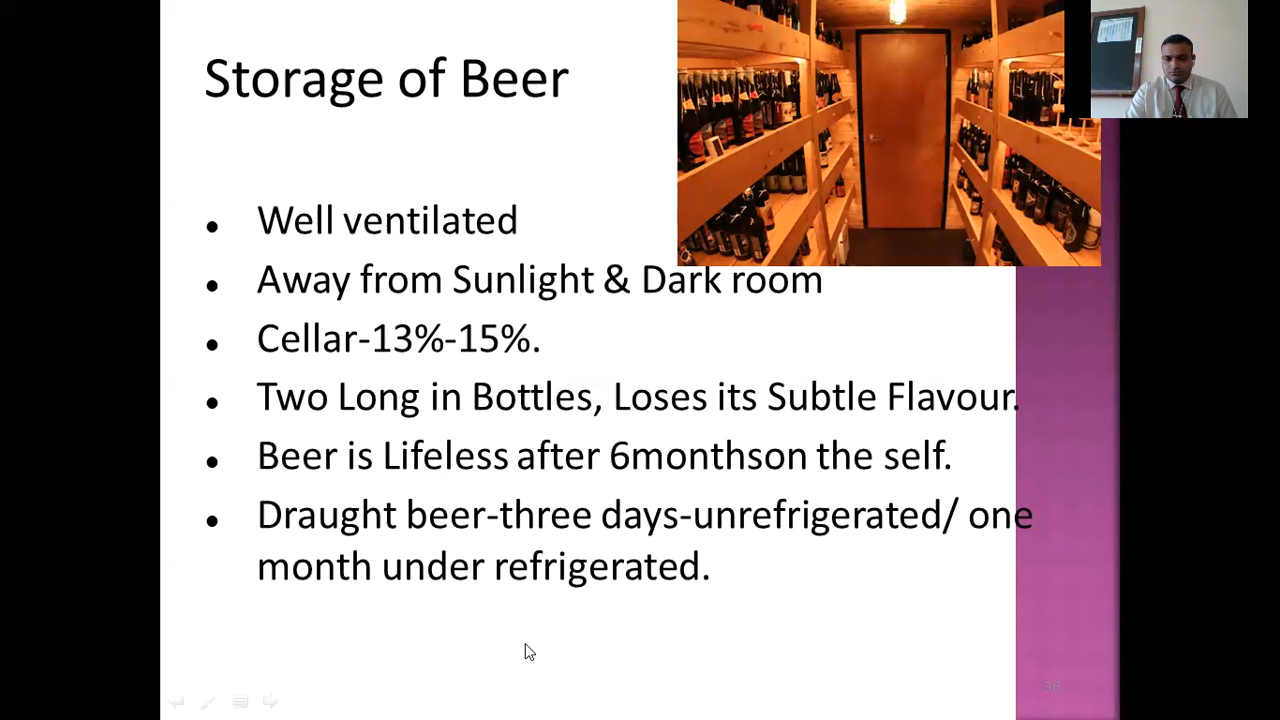 Storage of Beer
Well ventilated
Away from Sunlight & Dark room
Cellar-13%-15%.
Two Long in Bottles, Loses its Subtle Flavour.
Beer is Lifeless after 6monthson the self.
Draught beer-three days-unrefrigerated/ one
month under refrigerated.
36